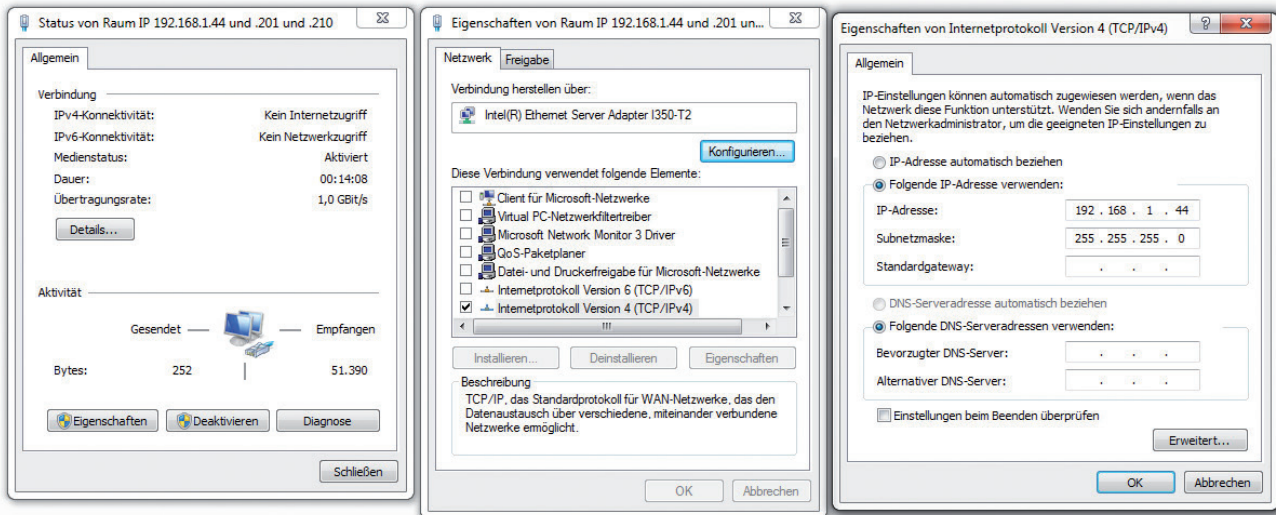 Status von Raum IP 192.168.1.44 und .201 und .210
Allgemein
Verbindung
IPv4-Konnektivität: Kein Internetzugriff
IPv6-Konnektivität: Kein Netzwerkzugriff
Medienstatus: Aktiviert
Dauer: 00:14:08
Übertragungsrate: 1,0 GBit/s
Details...
Aktivität
Gesendet — — Empfangen
Bytes: 252 51.390
Eigenschaften Deaktivieren Diagnose
Schließen
Eigenschaften von Raum IP 192.168.1.44 und .201 un...
Netzwerk Freigabe
Verbindung herstellen über:
Intel(R) Ethernet Server Adapter I350-T2
Konfigurieren...
Diese Verbindung verwendet folgende Elemente:
Client für Microsoft-Netzwerke
Virtual PC-Netzwerkfiltertreiber
Microsoft Network Monitor 3 Driver
QoS-Paketplaner
Datei- und Druckerfreigabe für Microsoft-Netzwerke
Internetprotokoll Version 6 (TCP/IPv6)
Internetprotokoll Version 4 (TCP/IPv4)
Installieren... Deinstallieren Eigenschaften
Beschreibung
TCP/IP, das Standardprotokoll für WAN-Netzwerke, das den
Datenaustausch über verschiedene, miteinander verbundene
Netzwerke ermöglicht.
OK Abbrechen
Eigenschaften von Internetprotokoll Version 4 (TCP/IPv4)
Allgemein
IP-Einstellungen können automatisch zugewiesen werden, wenn das
Netzwerk diese Funktion unterstützt. Wenden Sie sich andernfalls an
den Netzwerkadministrator, um die geeigneten IP-Einstellungen zu
beziehen.
IP-Adresse automatisch beziehen
Folgende IP-Adresse verwenden:
IP-Adresse: 192 . 168 . 1 . 44
Subnetzmaske: 255 . 255 . 255 . 0
Standardgateway: . . .
DNS-Serveradresse automatisch beziehen
Folgende DNS-Serveradressen verwenden:
Bevorzugter DNS-Server: . . .
Alternativer DNS-Server: . . .
Einstellungen beim Beenden überprüfen
Erweitert...
OK Abbrechen